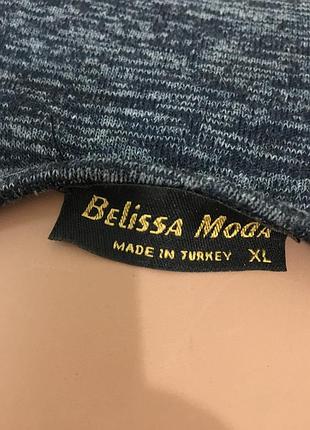 BELISSA MODA
MADE IN TURKEY XL